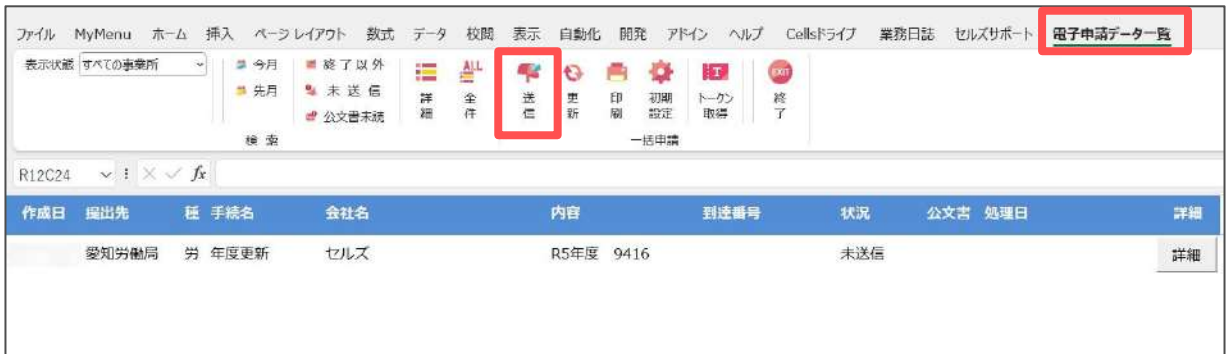 ファイル MyMenu ホーム 挿入 ページ レイアウト 数式 データ 校閲 表示 自動化 開発 アドイン ヘルプ Cellsドライブ 業務日誌 セルズサポート 電子申請データ一覧
表示状態 すべての事業所
今月 終了以外
先月 未送信
公文書未読
詳細 全件 送信 更新 印刷 初期設定 トークン取得 終了
ALL
EXIT
検索 一括申請
R12C24 fx
作成日 提出先 種 手続名 会社名 内容 到達番号 状況 公文書 処理日 詳細
愛知労働局 労 年度更新 セルズ R5年度 9416 未送信 詳細